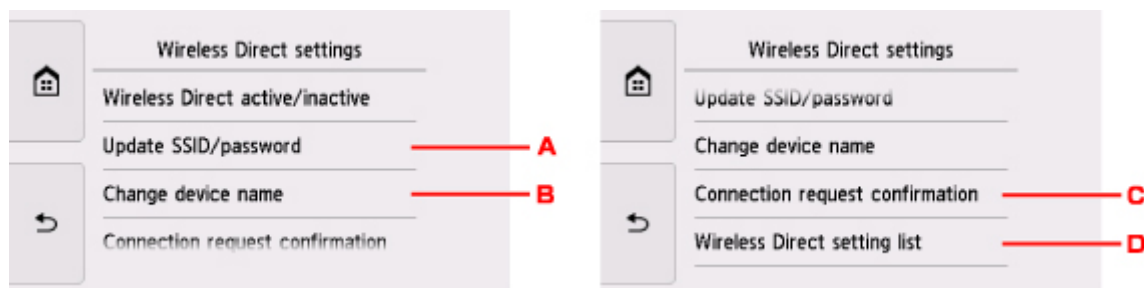 Wireless Direct settings
Wireless Direct active/inactive
Update SSID/password
A
Change device name
B
Connection request confirmation
Wireless Direct settings
Update SSID/password
Change device name
Connection request confirmation
C
Wireless Direct setting list
D